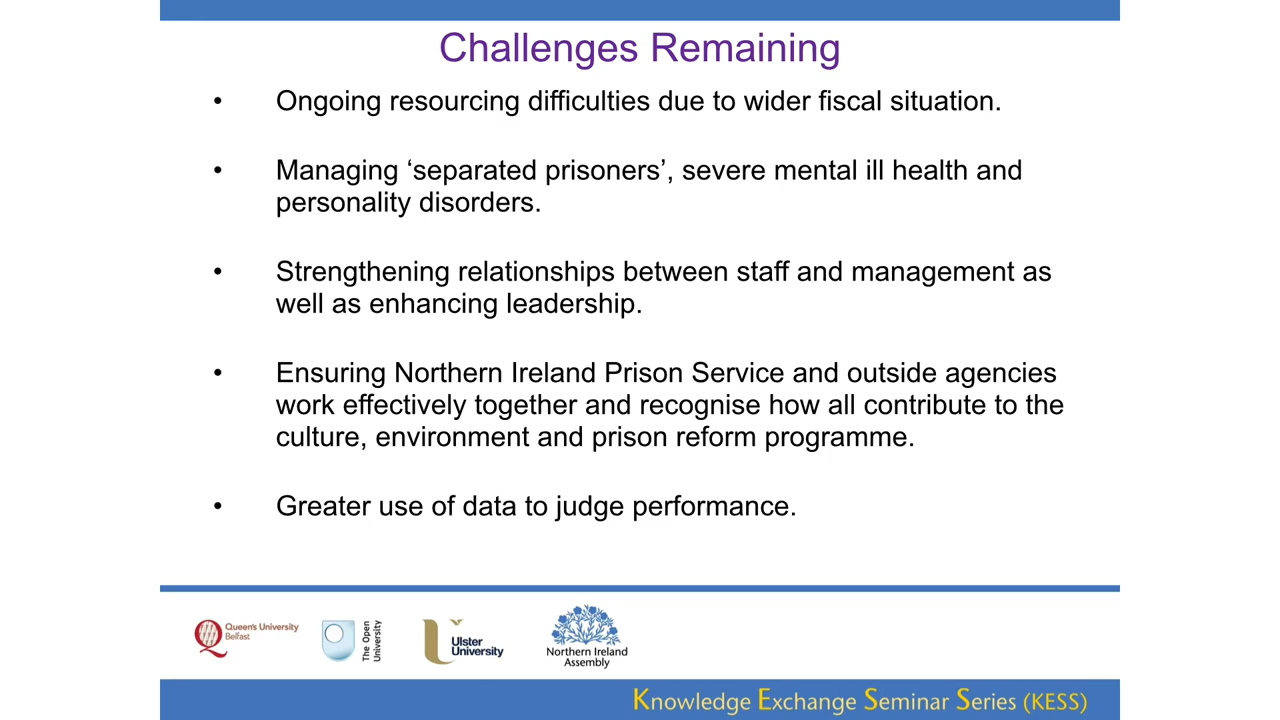 Challenges Remaining
• Ongoing resourcing difficulties due to wider fiscal situation.
• Managing ‘separated prisoners’, severe mental ill health and
personality disorders.
• Strengthening relationships between staff and management as
well as enhancing leadership.
• Ensuring Northern Ireland Prison Service and outside agencies
work effectively together and recognise how all contribute to the
culture, environment and prison reform programme.
• Greater use of data to judge performance.
Queen's University
Belfast
The Open
University
Ulster
University
Northern Ireland
Assembly
Knowledge Exchange Seminar Series (KESS)